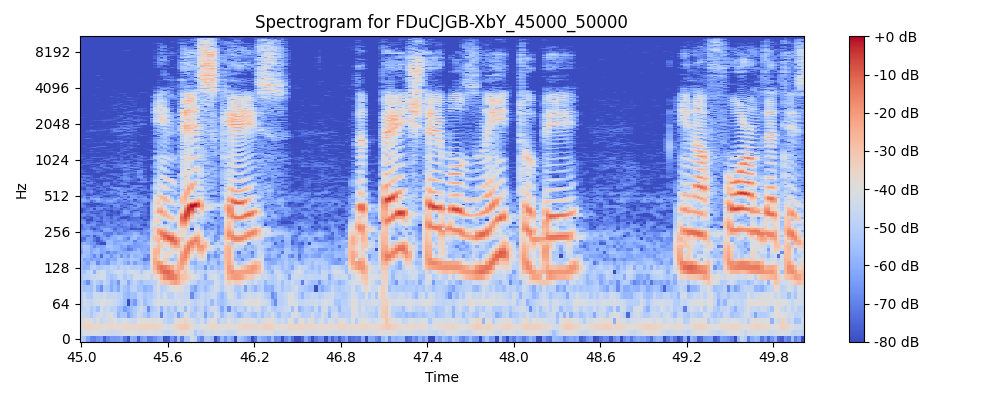 Spectrogram for FDuCJGB-XbY_45000_50000
8192
4096
2048
1024
512
256
128
64
0
Hz
45.0 45.6 46.2 46.8 47.4 48.0 48.6 49.2 49.8
Time
+0 dB
-10 dB
-20 dB
-30 dB
-40 dB
-50 dB
-60 dB
-70 dB
-80 dB